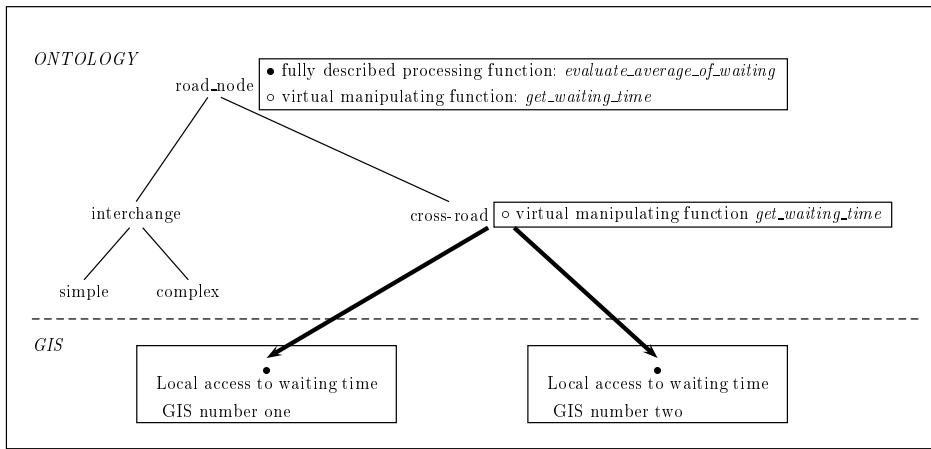 ONTOLOGY
• fully described processing function: evaluate_average_of_waiting
road_node
○ virtual manipulating function: get_waiting_time
interchange
cross-road
○ virtual manipulating function get_waiting_time
simple
complex
GIS
•
Local access to waiting time
GIS number one
•
Local access to waiting time
GIS number two